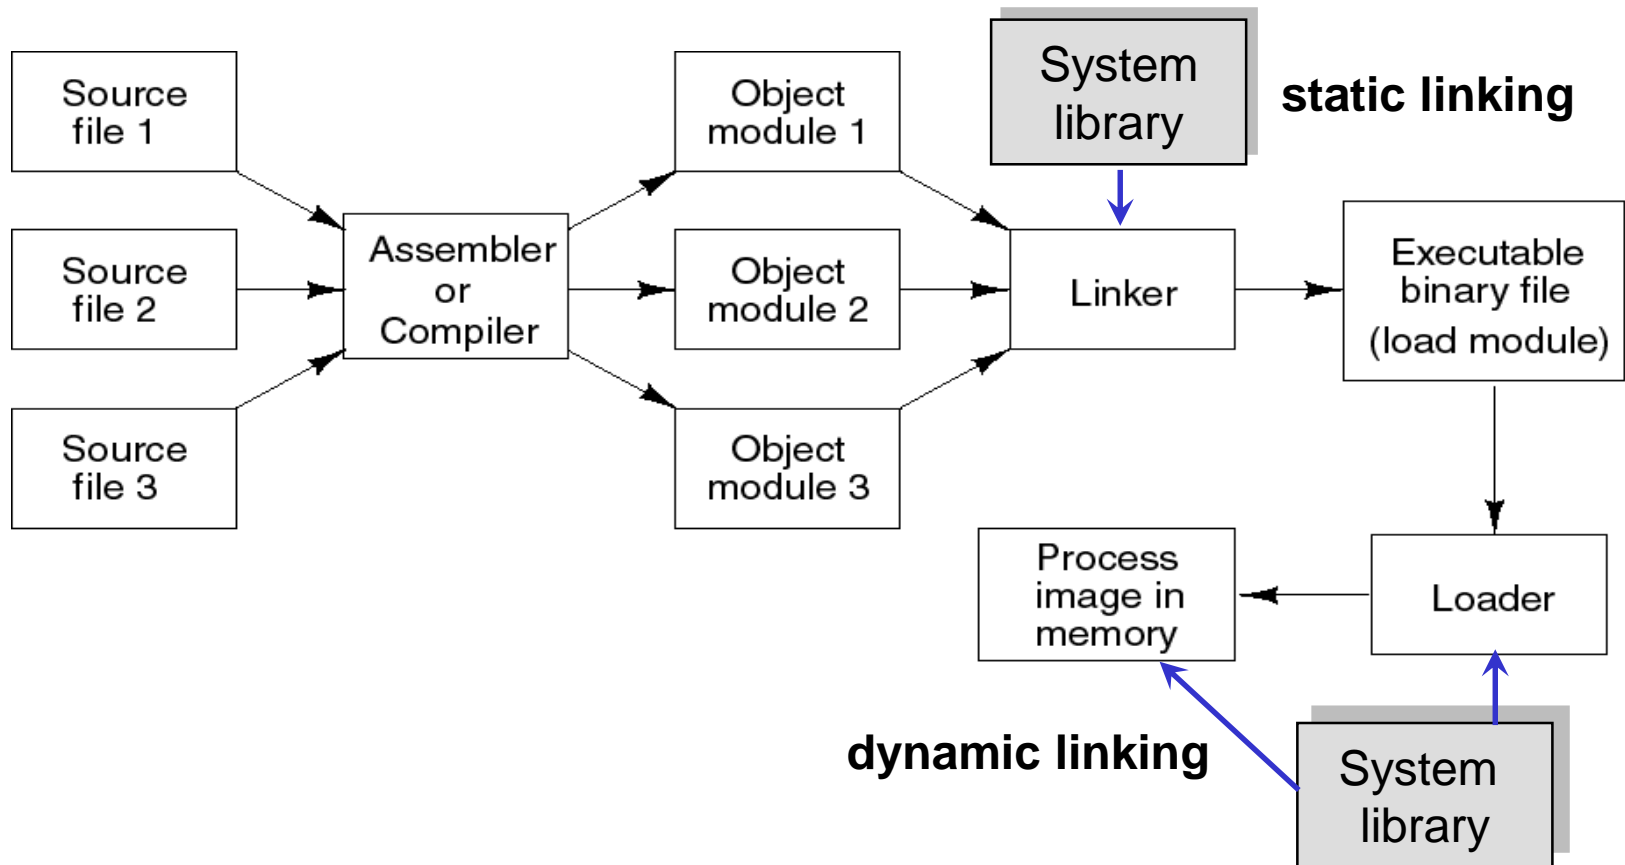 Source
file 1
Object
module 1
System
library
static linking
Source
file 2
Assembler
or
Compiler
Object
module 2
Linker
Executable
binary file
(load module)
Source
file 3
Object
module 3
Process
image in
memory
Loader
dynamic linking
System
library